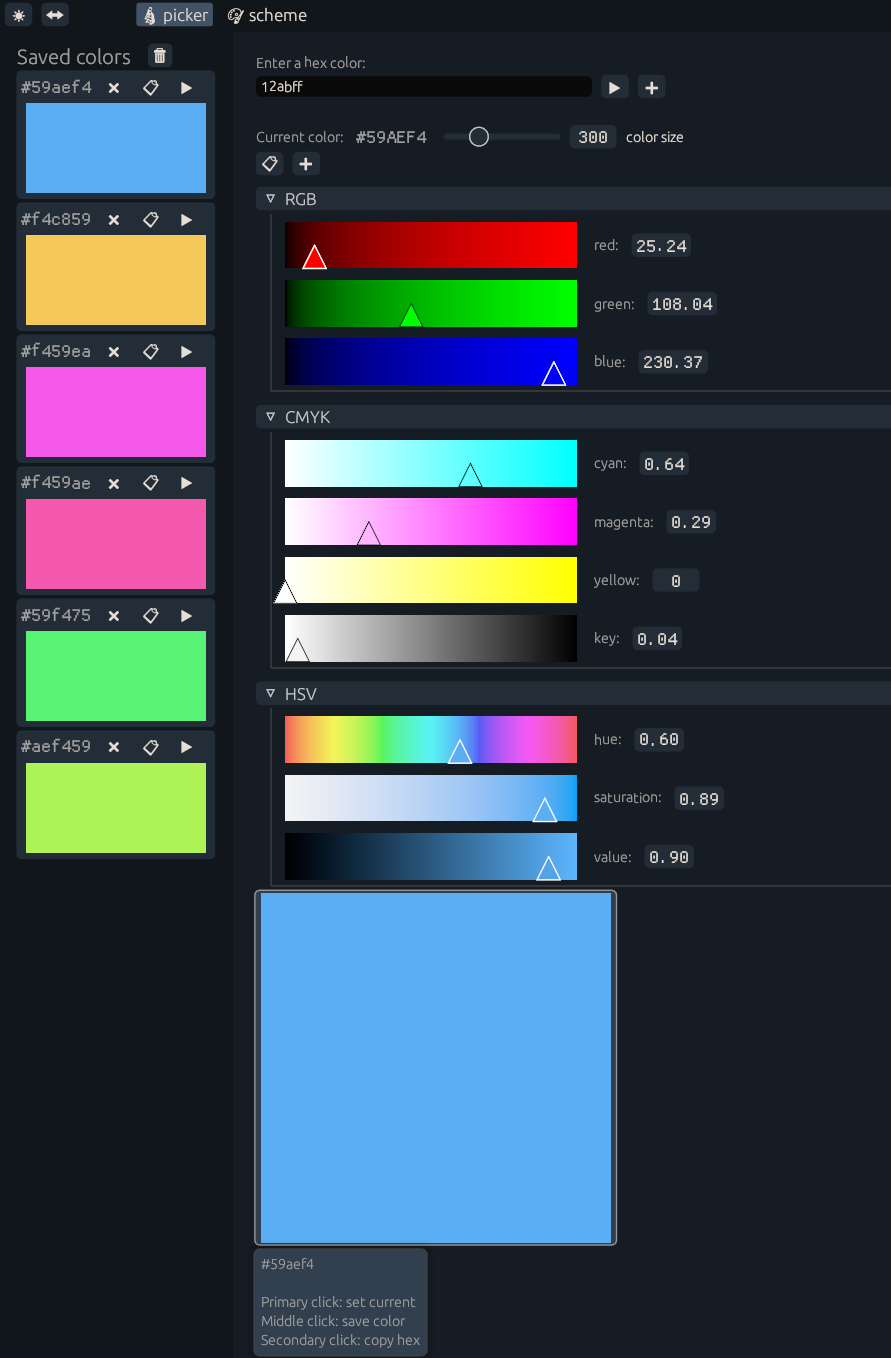 picker scheme
Saved colors
#59aef4
#f4c859
#f459ea
#f459ae
#59f475
#aef459
Enter a hex color:
12abff
Current color: #59AEF4 300 color size
RGB
red: 25.24
green: 108.04
blue: 230.37
CMYK
cyan: 0.64
magenta: 0.29
yellow: 0
key: 0.04
HSV
hue: 0.60
saturation: 0.89
value: 0.90
#59aef4
Primary click: set current
Middle click: save color
Secondary click: copy hex